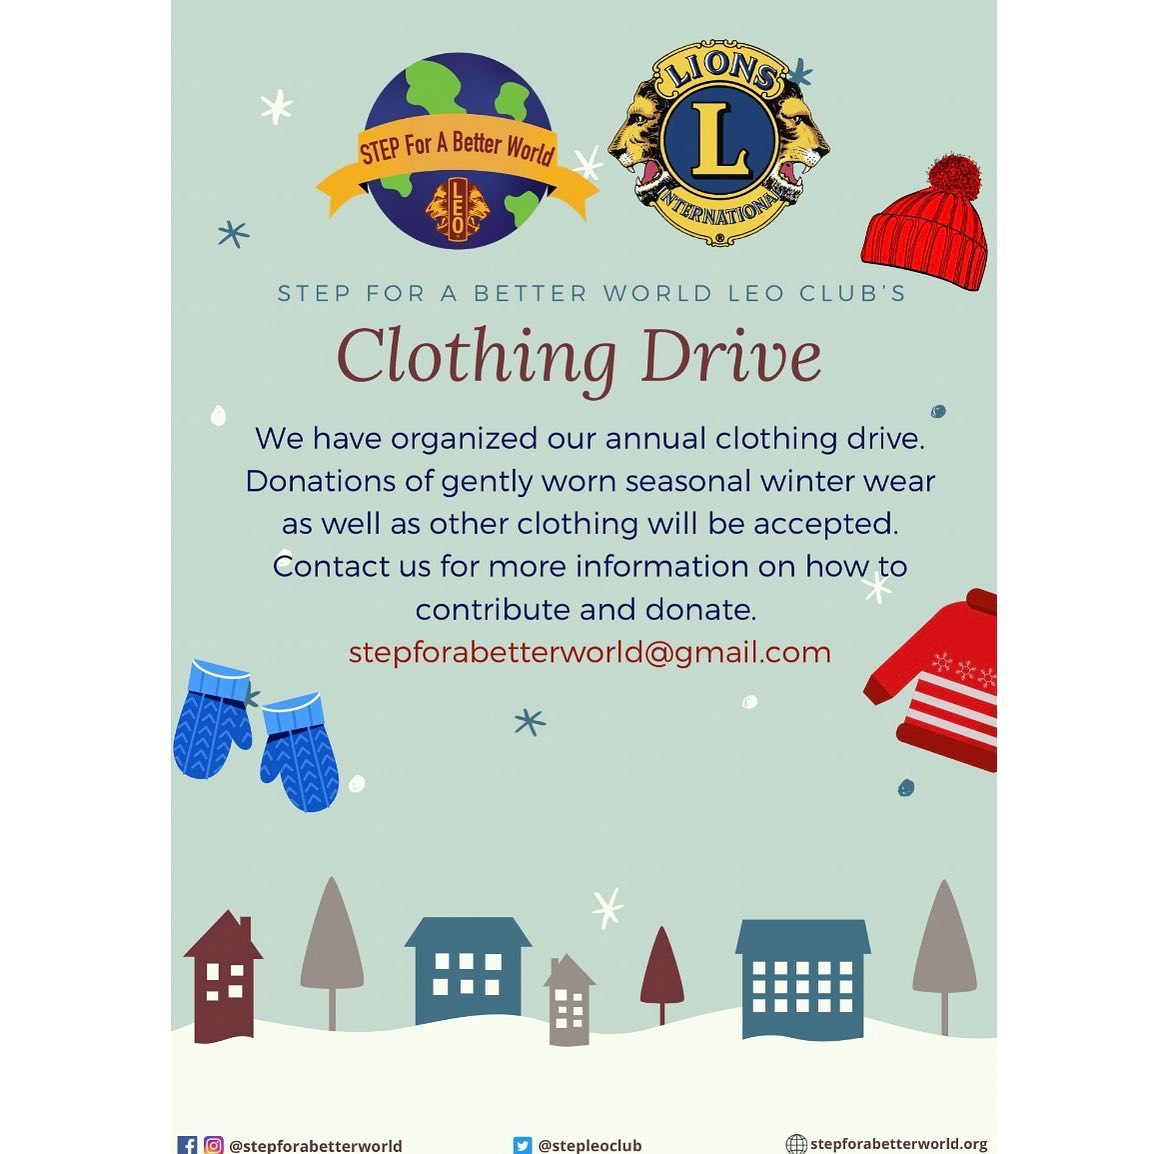 STEP For A Better World
LEO
LIONS
L
INTERNATIONAL
®
STEP FOR A BETTER WORLD LEO CLUB'S
Clothing Drive
We have organized our annual clothing drive.
Donations of gently worn seasonal winter wear
as well as other clothing will be accepted.
Contact us for more information on how to
contribute and donate.
stepforabetterworld@gmail.com
@stepforabetterworld
@stepleoclub
stepforabetterworld.org